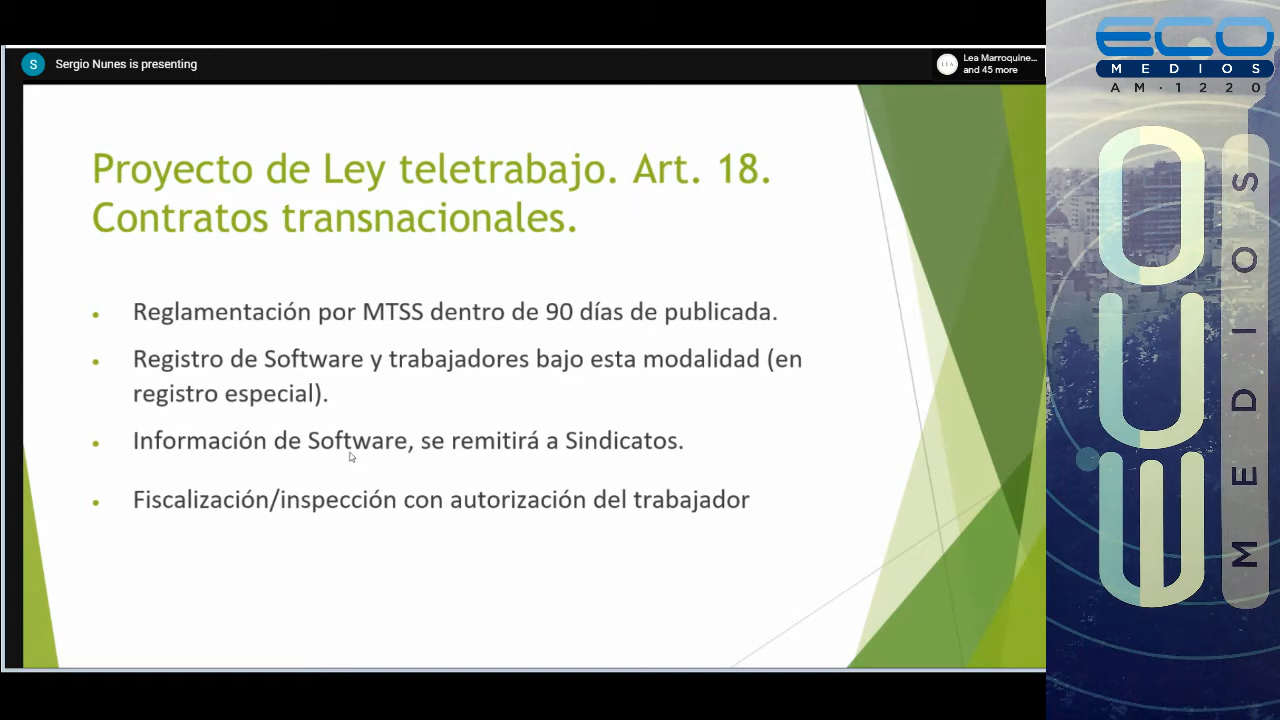 S Sergio Nunes is presenting
LEA Lea Marroquine...
and 45 more
Proyecto de Ley teletrabajo. Art. 18.
Contratos transnacionales.
• Reglamentación por MTSS dentro de 90 días de publicada.
• Registro de Software y trabajadores bajo esta modalidad (en
registro especial).
• Información de Software, se remitirá a Sindicatos.
• Fiscalización/inspección con autorización del trabajador
ECO
MEDIOS
AM·1220
ECO
MEDIOS